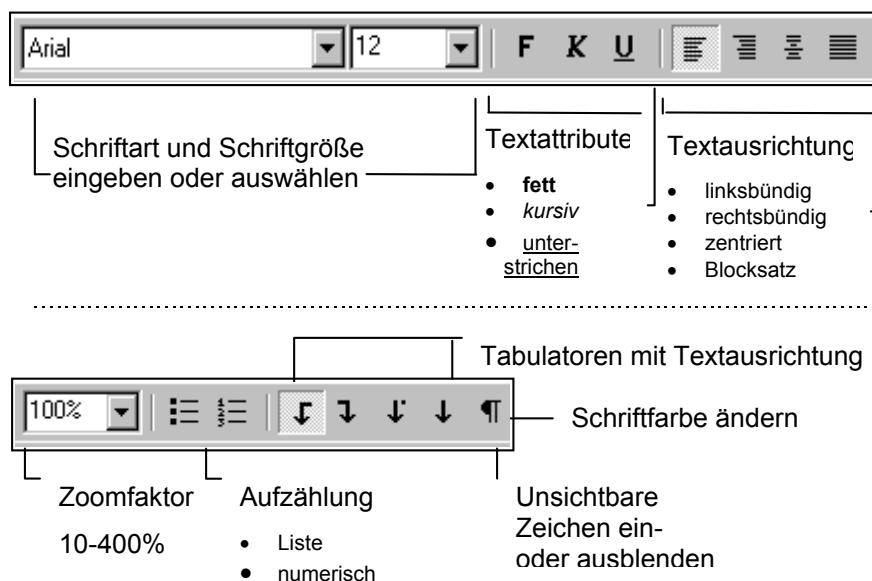 Arial 12 F K U
Schriftart und Schriftgröße
eingeben oder auswählen
Textattribute
• fett
• kursiv
• unter-
strichen
Textausrichtung
• linksbündig
• rechtsbündig
• zentriert
• Blocksatz
Tabulatoren mit Textausrichtung
100% ¶
Schriftfarbe ändern
Zoomfaktor
10-400%
Aufzählung
• Liste
• numerisch
Unsichtbare
Zeichen ein-
oder ausblenden